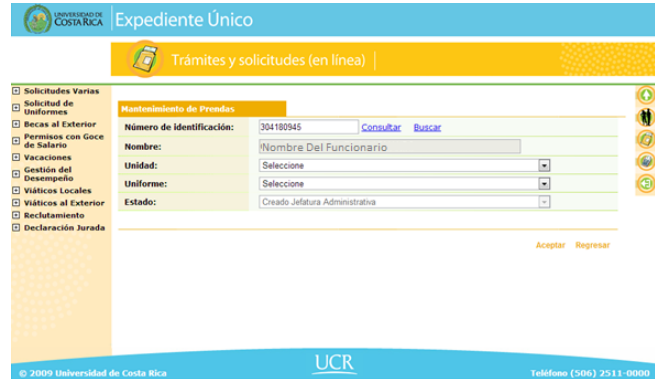 UNIVERSIDAD DE
COSTA RICA
Expediente Único
Trámites y solicitudes (en línea)
Solicitudes Varias
Solicitud de
Uniformes
Becas al Exterior
Permisos con Goce
de Salario
Vacaciones
Gestión del
Desempeño
Viáticos Locales
Viáticos al Exterior
Reclutamiento
Declaración Jurada
Mantenimiento de Prendas
Número de identificación: 304180945 Consultar Buscar
Nombre: Nombre Del Funcionario
Unidad: Seleccione
Uniforme: Seleccione
Estado: Creado Jefatura Administrativa
Aceptar Regresar
© 2009 Universidad de Costa Rica UCR Teléfono (506) 2511-0000